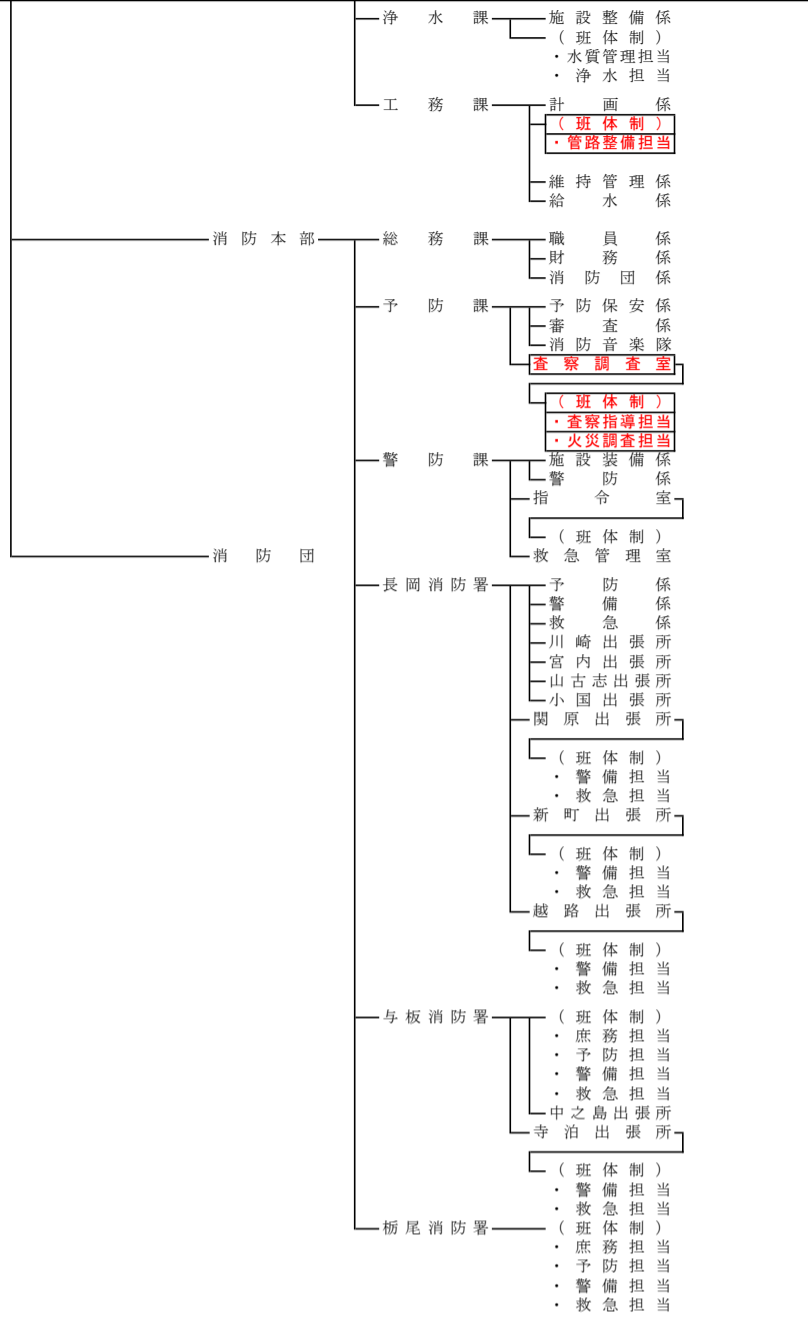 浄水課 施設整備係
（班体制）
・水質管理担当
・浄水担当
工務課 計画係
（班体制）
・管路整備担当
維持管理係
給水係
消防本部 総務課 職員係
財務係
消防団係
予防課 予防保安係
審査係
消防音楽隊
査察調査室
（班体制）
・査察指導担当
・火災調査担当
警防課 施設装備係
警防係
指令室
（班体制）
消防団 救急管理室
長岡消防署 予防係
警備係
救急係
川崎出張所
宮内出張所
山古志出張所
小国出張所
関原出張所
（班体制）
・警備担当
・救急担当
新町出張所
（班体制）
・警備担当
・救急担当
越路出張所
（班体制）
・警備担当
・救急担当
与板消防署 （班体制）
・庶務担当
・予防担当
・警備担当
・救急担当
中之島出張所
寺泊出張所
（班体制）
・警備担当
・救急担当
栃尾消防署 （班体制）
・庶務担当
・予防担当
・警備担当
・救急担当